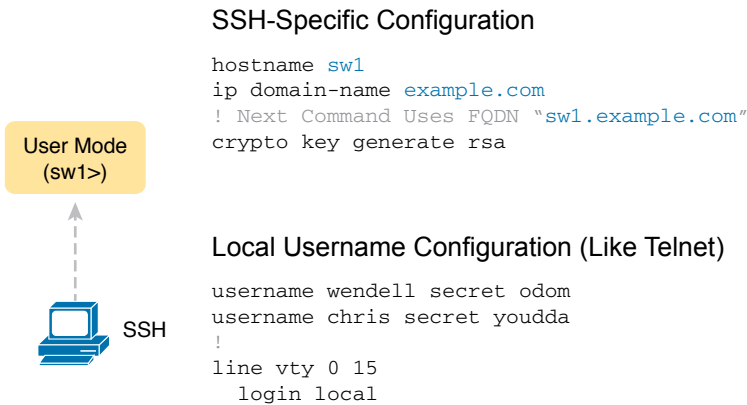 SSH-Specific Configuration
hostname sw1
ip domain-name example.com
! Next Command Uses FQDN “sw1.example.com”
crypto key generate rsa
User Mode
(sw1>)
Local Username Configuration (Like Telnet)
username wendell secret odom
username chris secret youdda
!
line vty 0 15
  login local
SSH